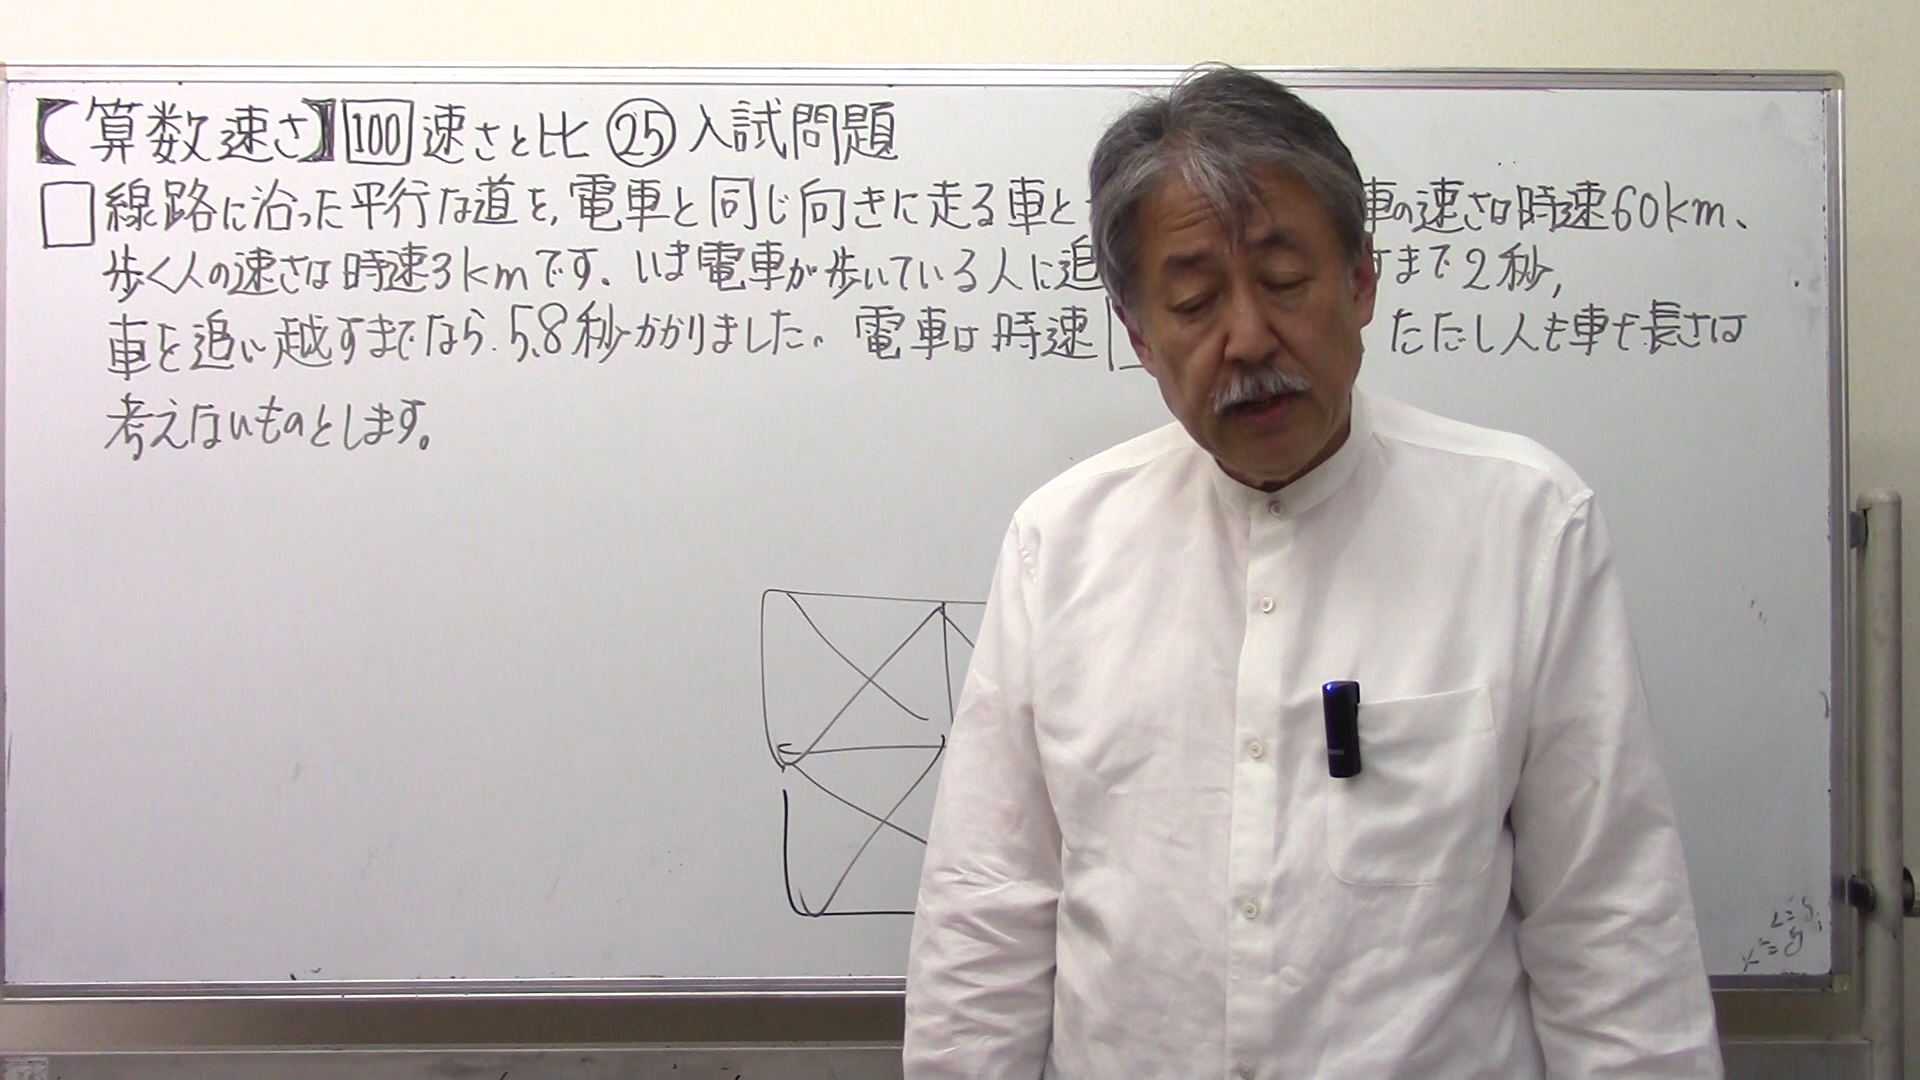 【算数速さ】100 速さと比 ㉕ 入試問題
線路に沿った平行な道を、電車と同じ向きに走る車と 車の速さは時速60km、
歩く人の速さは時速3kmです。いま電車が歩いている人に追 すまで2秒,
車を追い越すまでなら5.8秒かかりました。電車は時速 ただし人も車も長さは
考えないものとします。